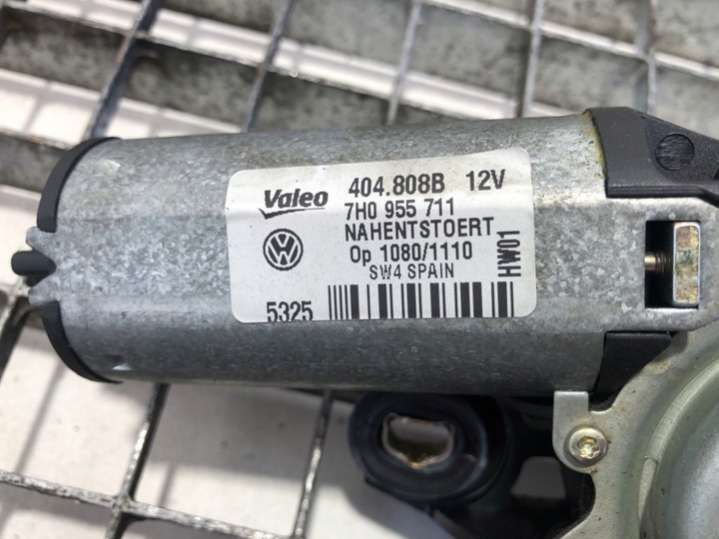 Valeo 404.808B 12V
7H0 955 711
NAHENTSTOERT
Op 1080/1110
SW4 SPAIN
HW01
5325